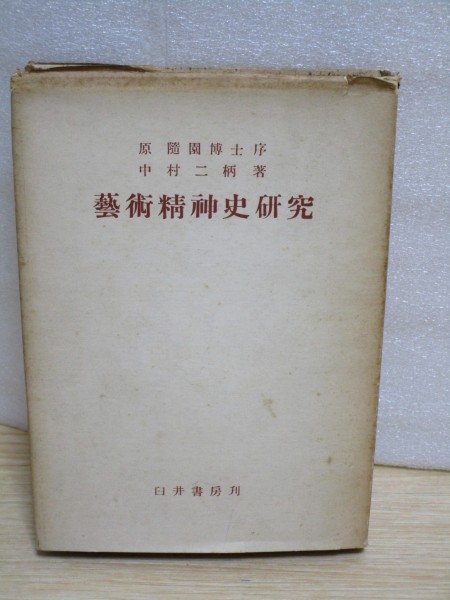 原隨園博士序
中村二柄著
藝術精神史研究
臼井書房刊